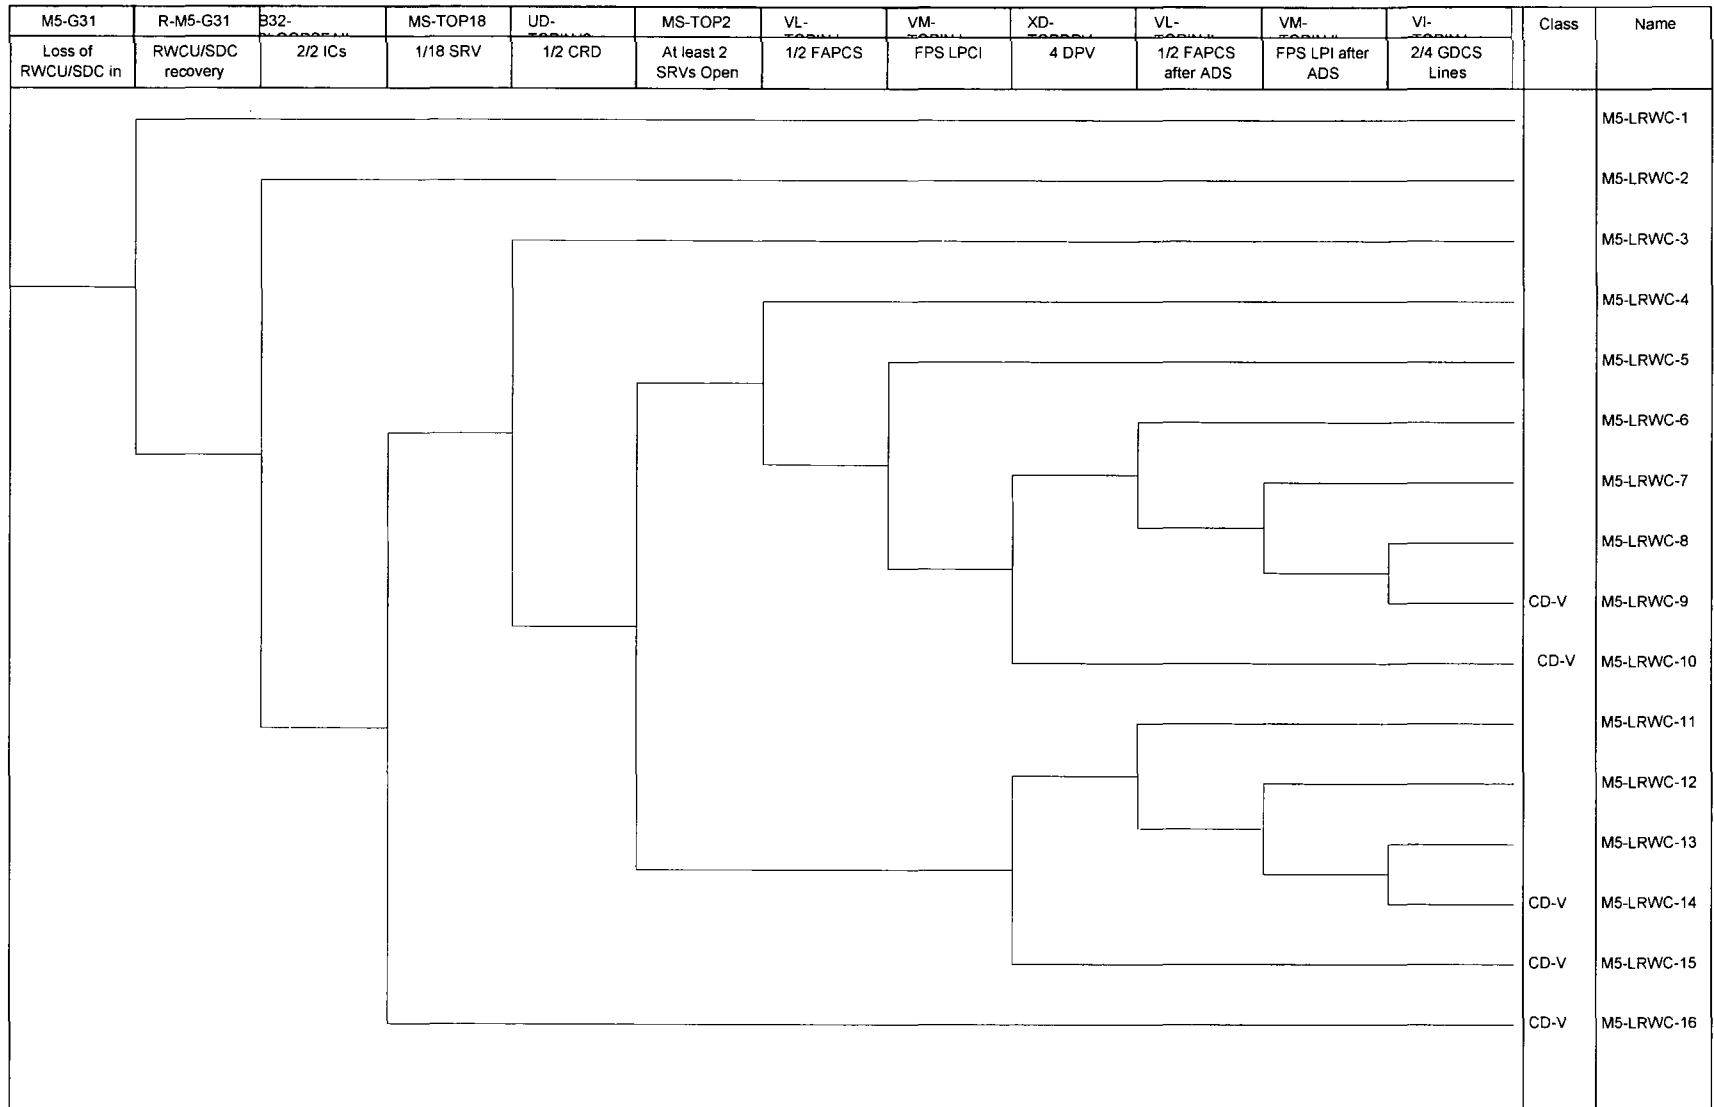 M5-G31 R-M5-G31 B32- MS-TOP18 UD- MS-TOP2 VL- VM- XD- VL- VM- VI- Class Name
Loss of RWCU/SDC 2/2 ICs 1/18 SRV 1/2 CRD At least 2 1/2 FAPCS FPS LPCI 4 DPV 1/2 FAPCS FPS LPI after 2/4 GDCS
RWCU/SDC in recovery SRVs Open after ADS ADS Lines
M5-LRWC-1
M5-LRWC-2
M5-LRWC-3
M5-LRWC-4
M5-LRWC-5
M5-LRWC-6
M5-LRWC-7
M5-LRWC-8
CD-V M5-LRWC-9
CD-V M5-LRWC-10
M5-LRWC-11
M5-LRWC-12
M5-LRWC-13
CD-V M5-LRWC-14
CD-V M5-LRWC-15
CD-V M5-LRWC-16